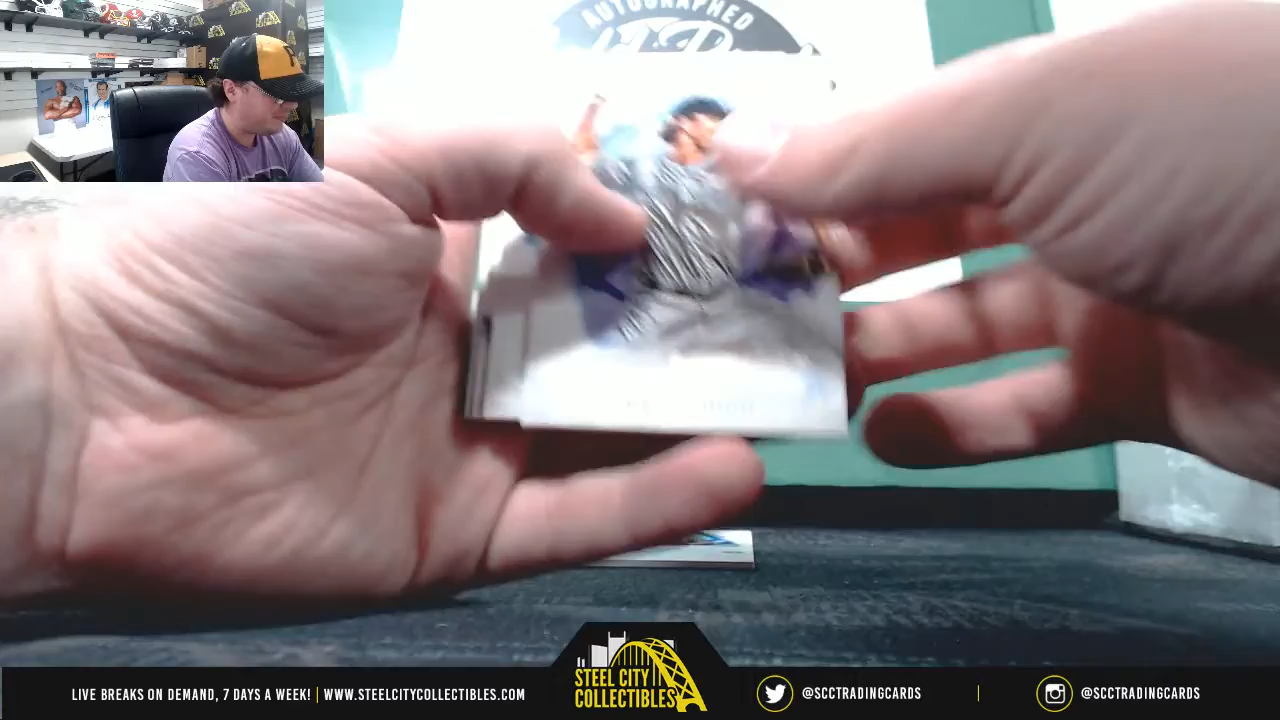 AUTOGRAPHED
LIVE BREAKS ON DEMAND, 7 DAYS A WEEK! | WWW.STEELCITYCOLLECTIBLES.COM
STEEL CITY
COLLECTIBLES
@SCCTRADINGCARDS
@SCCTRADINGCARDS